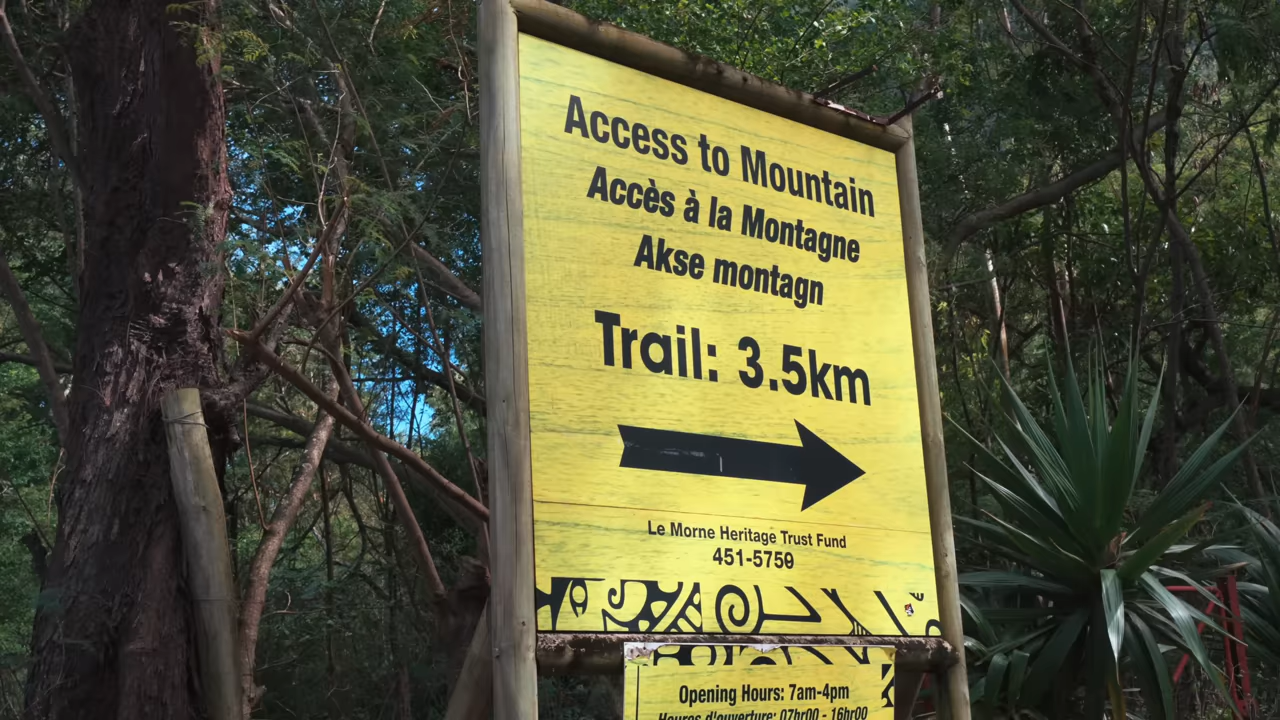 Access to Mountain
Accès à la Montagne
Akse montagn
Trail: 3.5km
Le Morne Heritage Trust Fund
451-5759
Opening Hours: 7am-4pm
Heures d'ouverture: 07hr00 - 16hr00